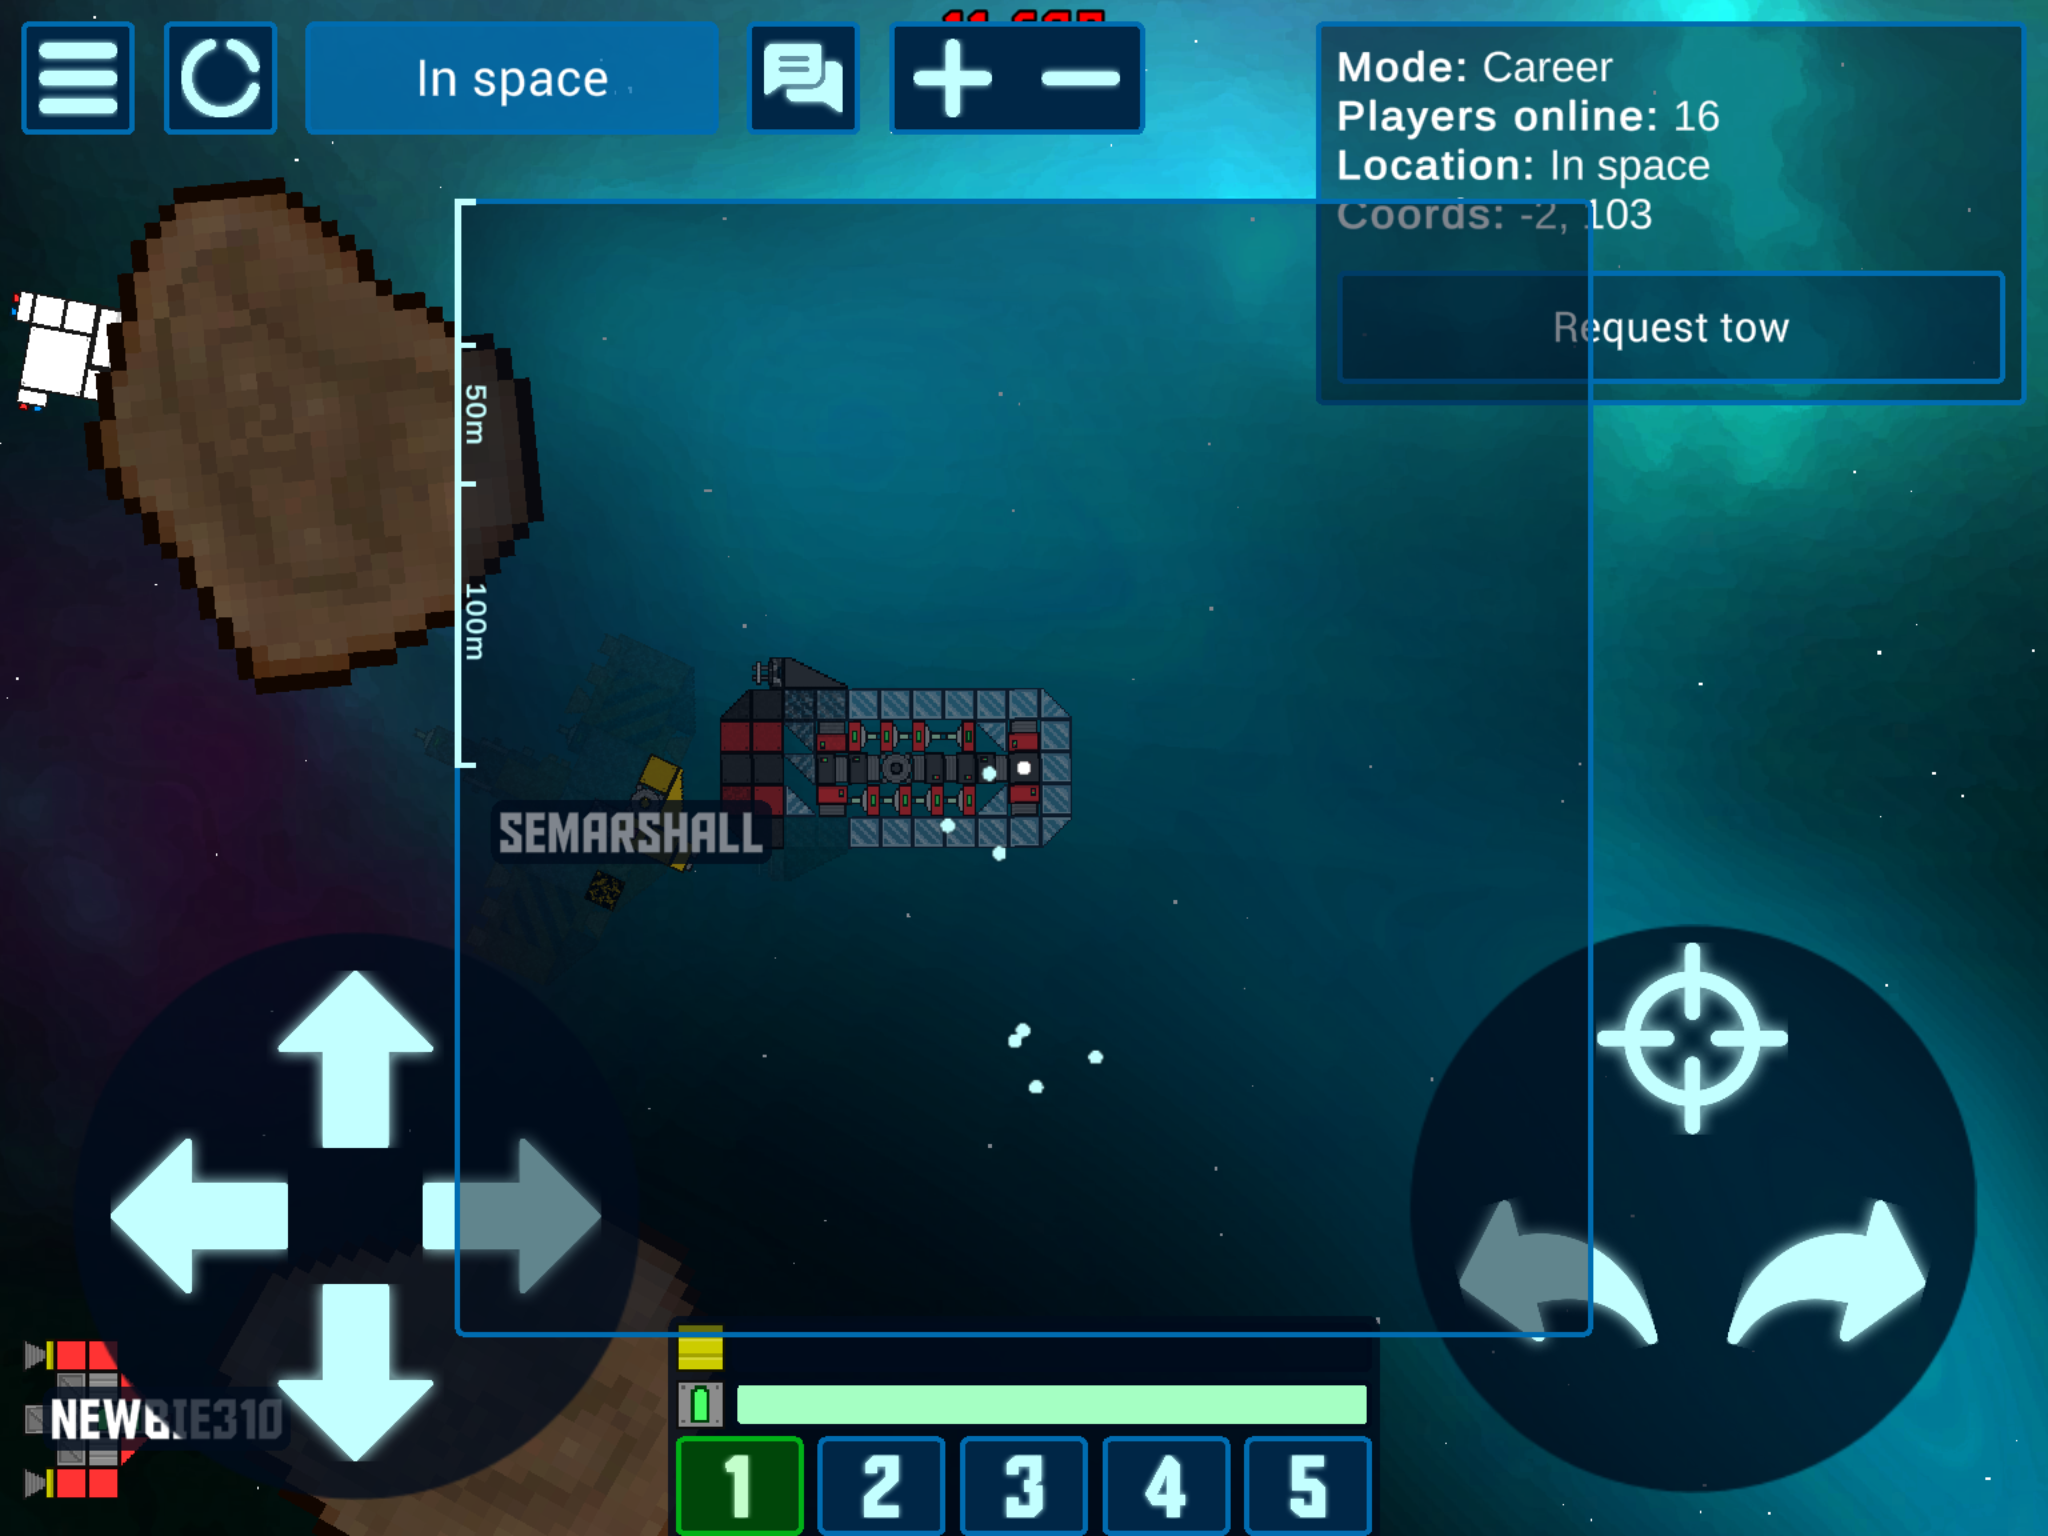 In space
Mode: Career
Players online: 16
Location: In space
Coords: -2, 103
Request tow
50m
100m
SEMARSHALL
NEWBIE310
1
2
3
4
5